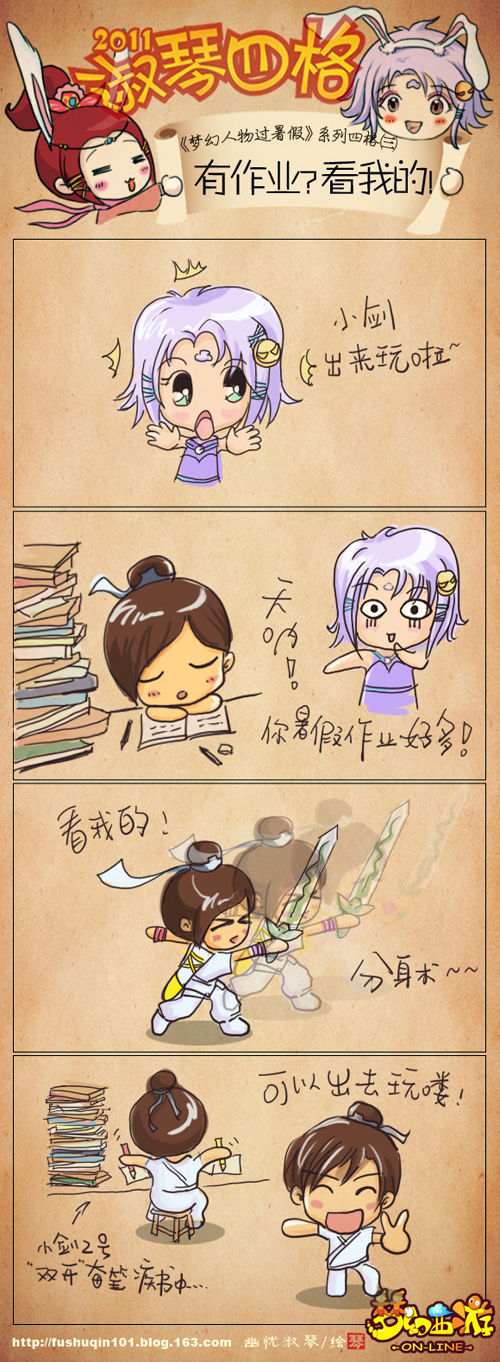 2011
淑琴四格
《梦幻人物过暑假》系列四格(三)
有作业?看我的!
小剑
出来玩啦~
天呐!
你暑假作业好多!
看我的!
分身术~~
可以出去玩喽!
小剑2号
"双开"奋笔疾书中...
http://fushuqin101.blog.163.com/
幽忧淑琴/绘
琴
梦幻西游
ON-LINE